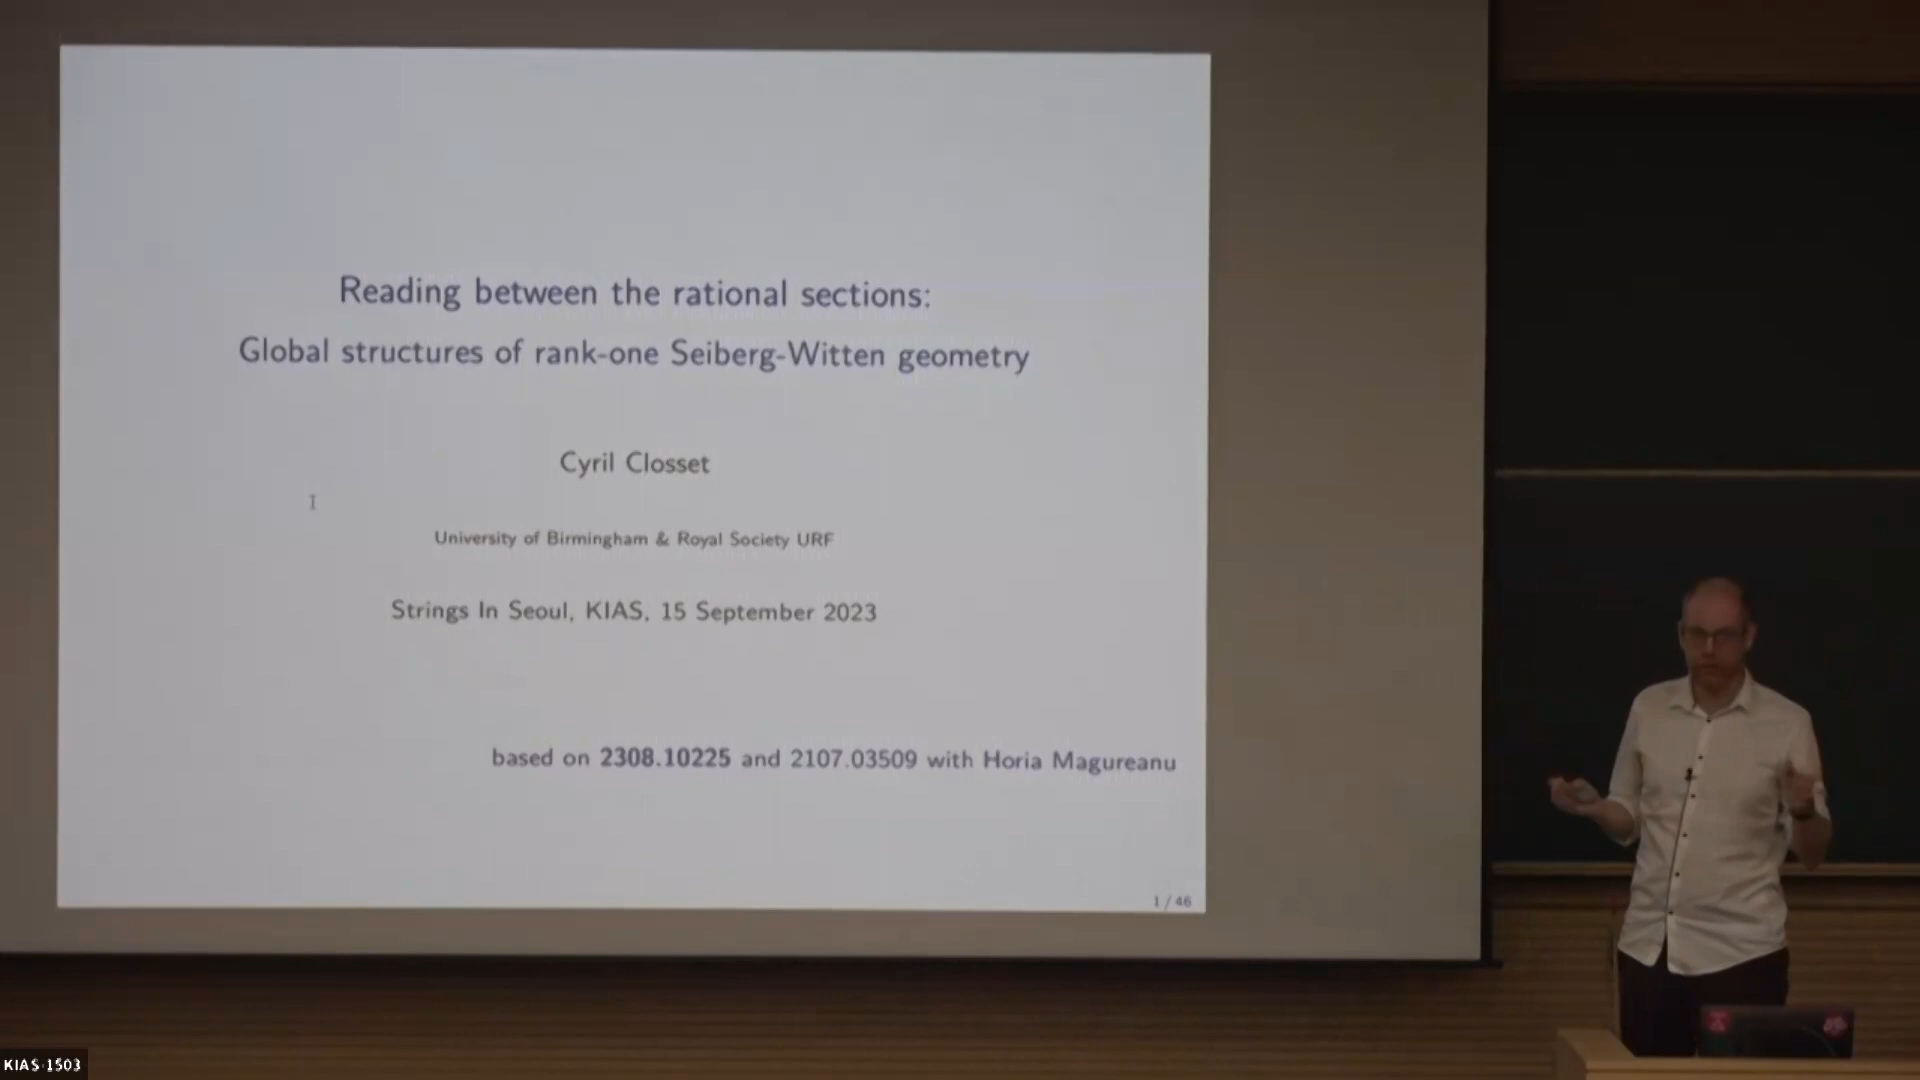 Reading between the rational sections:
Global structures of rank-one Seiberg-Witten geometry
Cyril Closset
University of Birmingham & Royal Society URF
Strings In Seoul, KIAS, 15 September 2023
based on 2308.10225 and 2107.03509 with Horia Magureanu
1 / 46
KIAS 1503